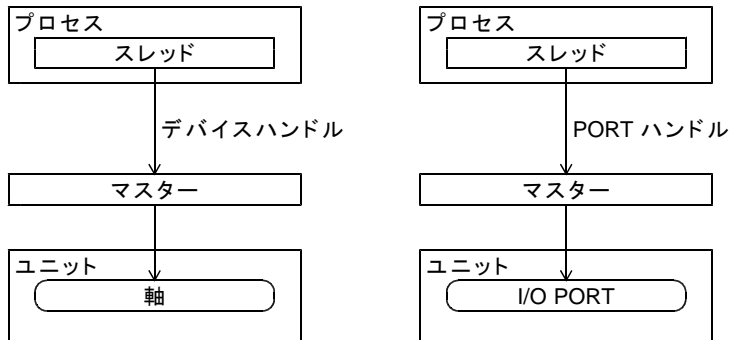 プロセス
スレッド
デバイスハンドル
マスター
ユニット
軸
プロセス
スレッド
PORT ハンドル
マスター
ユニット
I/O PORT